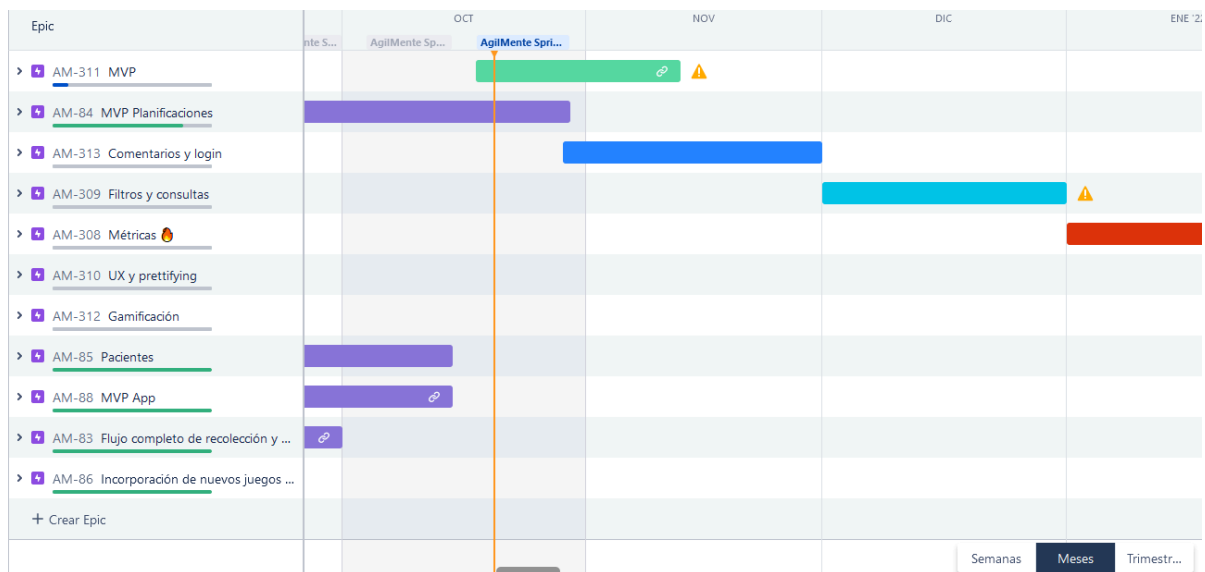 Epic
OCT
NOV
DIC
ENE '22
nte S...
AgilMente Sp...
AgilMente Spri...
AM-311 MVP
AM-84 MVP Planificaciones
AM-313 Comentarios y login
AM-309 Filtros y consultas
AM-308 Métricas 🔥
AM-310 UX y prettifying
AM-312 Gamificación
AM-85 Pacientes
AM-88 MVP App
AM-83 Flujo completo de recolección y ...
AM-86 Incorporación de nuevos juegos ...
+ Crear Epic
Semanas
Meses
Trimestr...